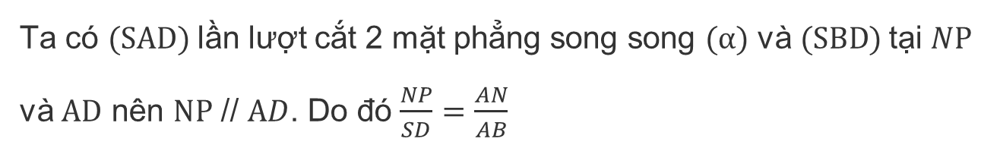 Ta có (SAD) lần lượt cắt 2 mặt phẳng song song (α) và (SBD) tại NP
và AD nên NP // AD. Do đó NP/SD = AN/AB